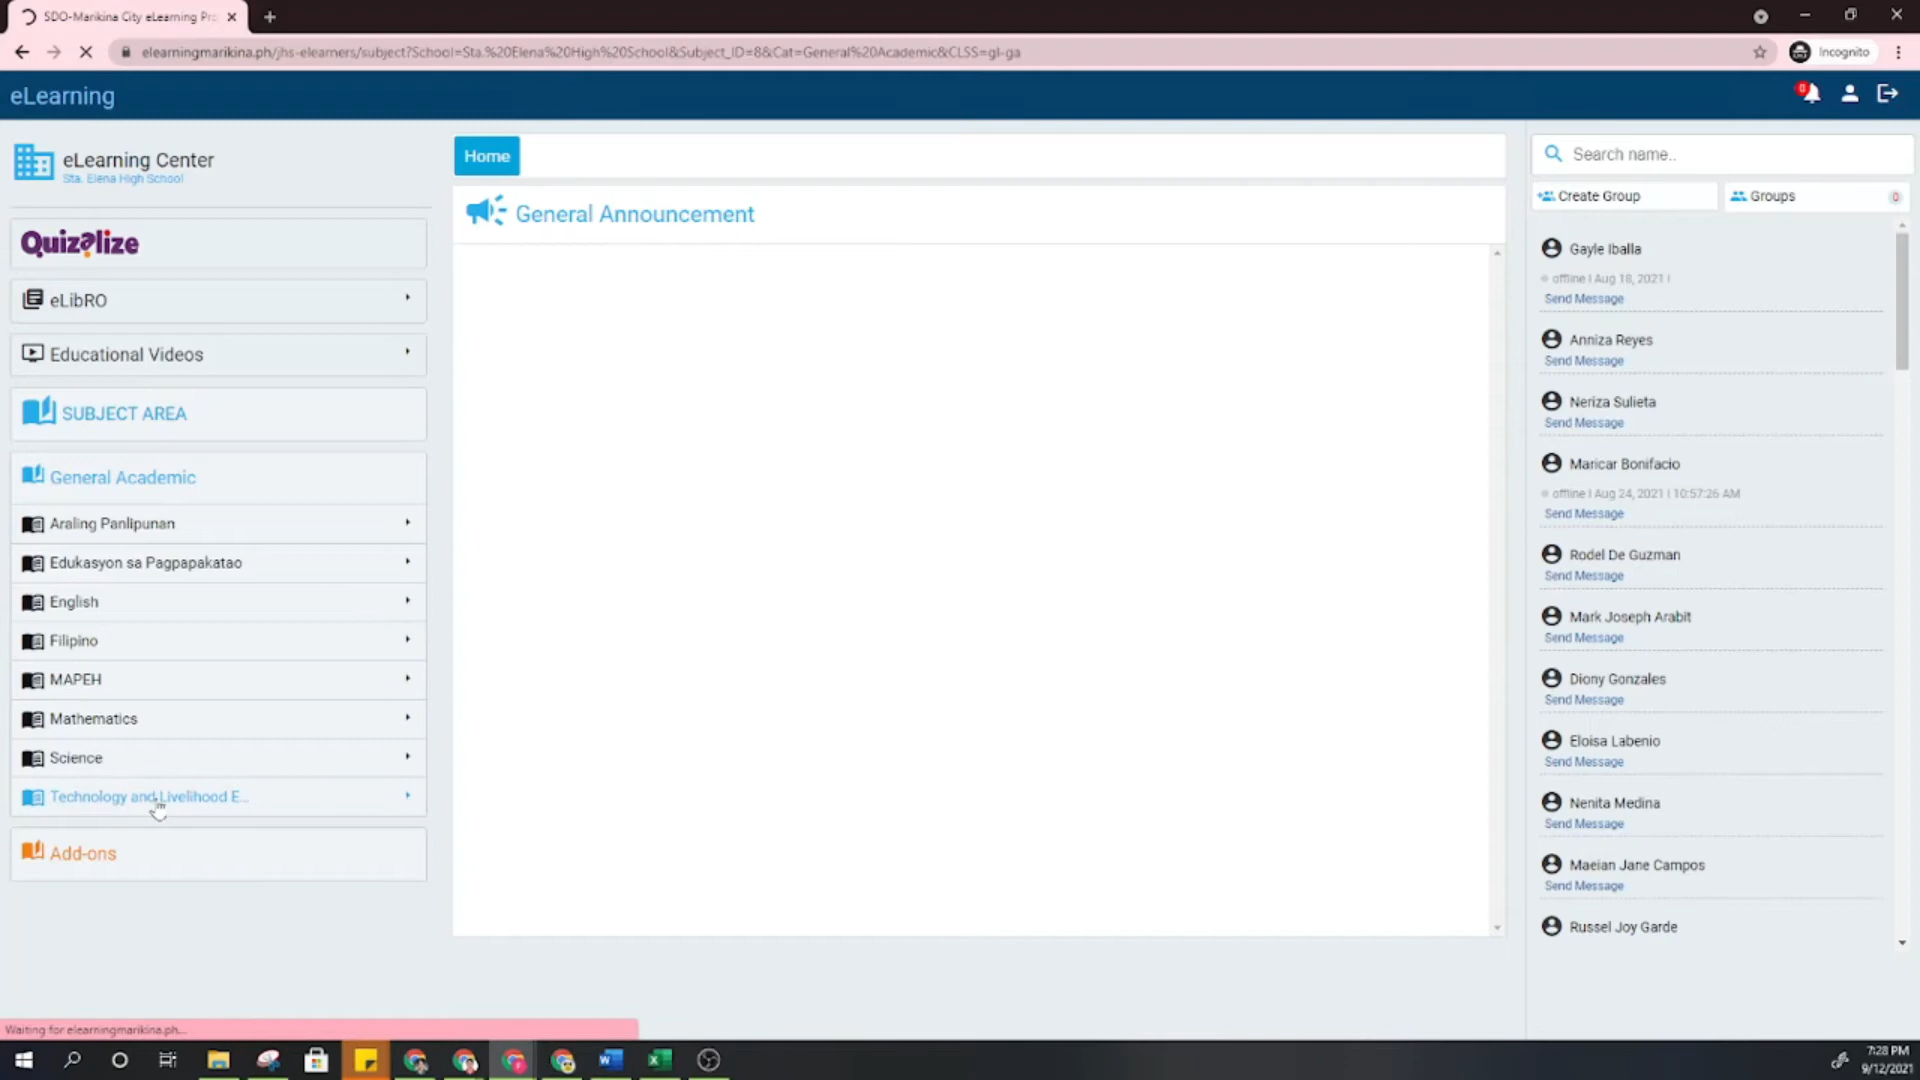 SDO-Marikina City eLearning Pro
elearningmarikina.ph/jhs-elearners/subject?School=Sta.%20Elena%20High%20School&Subject_ID=8&Cat=General%20Academic&CLSS=gl-ga
Incognito
eLearning
0
eLearning Center
Sta. Elena High School
Quizalize
eLibRO
Educational Videos
SUBJECT AREA
General Academic
Araling Panlipunan
Edukasyon sa Pagpapakatao
English
Filipino
MAPEH
Mathematics
Science
Technology and Livelihood E...
Add-ons
Home
General Announcement
Search name..
Create Group
Groups
0
Gayle Iballa
offline | Aug 18, 2021 |
Send Message
Anniza Reyes
Send Message
Neriza Sulieta
Send Message
Maricar Bonifacio
offline | Aug 24, 2021 | 10:57:26 AM
Send Message
Rodel De Guzman
Send Message
Mark Joseph Arabit
Send Message
Diony Gonzales
Send Message
Eloisa Labenio
Send Message
Nenita Medina
Send Message
Maeian Jane Campos
Send Message
Russel Joy Garde
Waiting for elearningmarikina.ph...
7:28 PM
9/12/2021